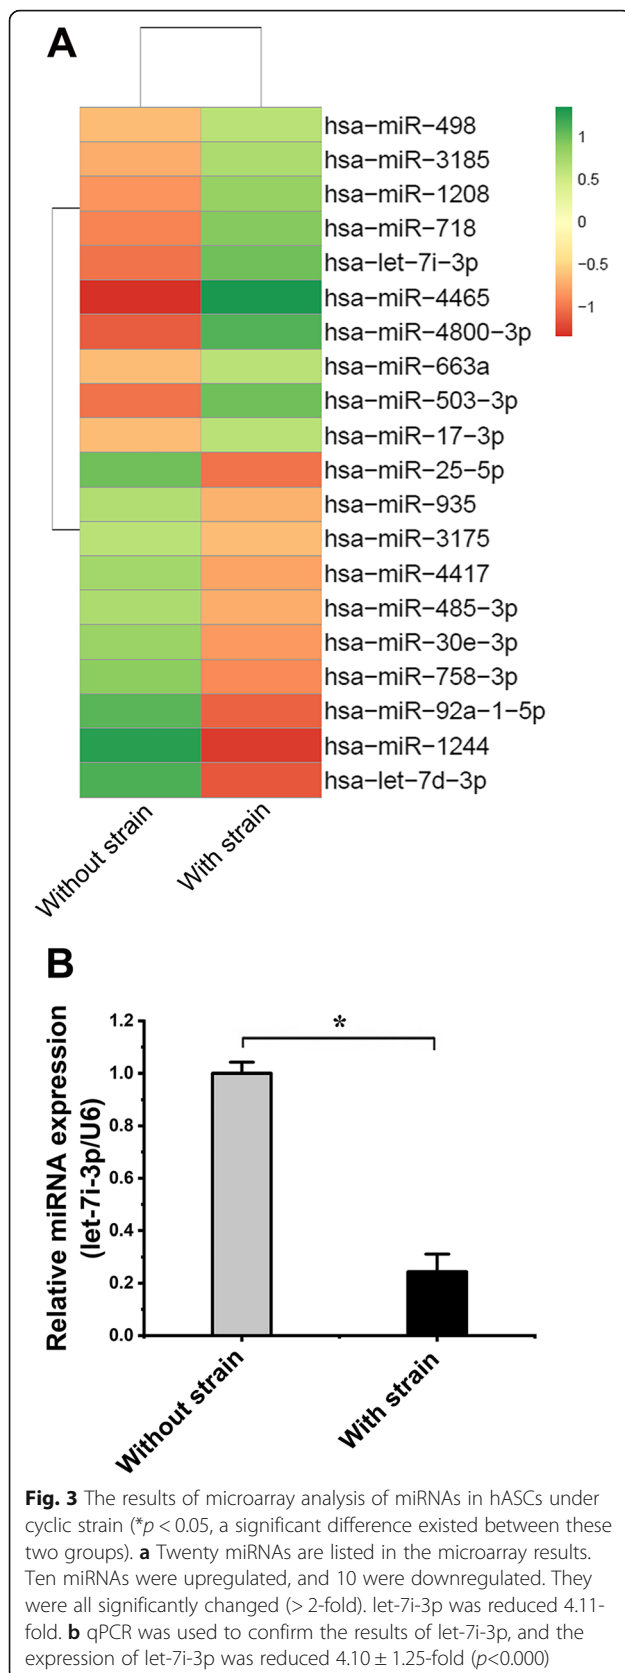 A
hsa−miR−498
hsa−miR−3185
hsa−miR−1208
hsa−miR−718
hsa−let−7i−3p
hsa−miR−4465
hsa−miR−4800−3p
hsa−miR−663a
hsa−miR−503−3p
hsa−miR−17−3p
hsa−miR−25−5p
hsa−miR−935
hsa−miR−3175
hsa−miR−4417
hsa−miR−485−3p
hsa−miR−30e−3p
hsa−miR−758−3p
hsa−miR−92a−1−5p
hsa−miR−1244
hsa−let−7d−3p
1
0.5
0
−0.5
−1
Without strain
With strain
B
Relative miRNA expression
(let-7i-3p/U6)
1.2
1.0
0.8
0.6
0.4
0.2
0.0
*
Without strain
With strain
Fig. 3 The results of microarray analysis of miRNAs in hASCs under
cyclic strain (*p < 0.05, a significant difference existed between these
two groups). a Twenty miRNAs are listed in the microarray results.
Ten miRNAs were upregulated, and 10 were downregulated. They
were all significantly changed (> 2-fold). let-7i-3p was reduced 4.11-
fold. b qPCR was used to confirm the results of let-7i-3p, and the
expression of let-7i-3p was reduced 4.10 ± 1.25-fold (p<0.000)